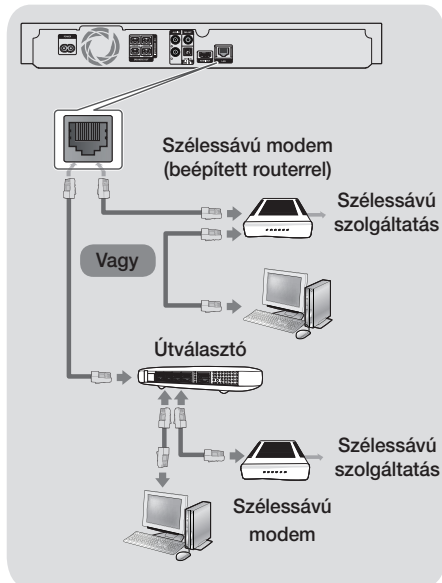 Szélessávú modem
(beépített routerrel)
Szélessávú
szolgáltatás
Vagy
Útválasztó
Szélessávú
szolgáltatás
Szélessávú
modem